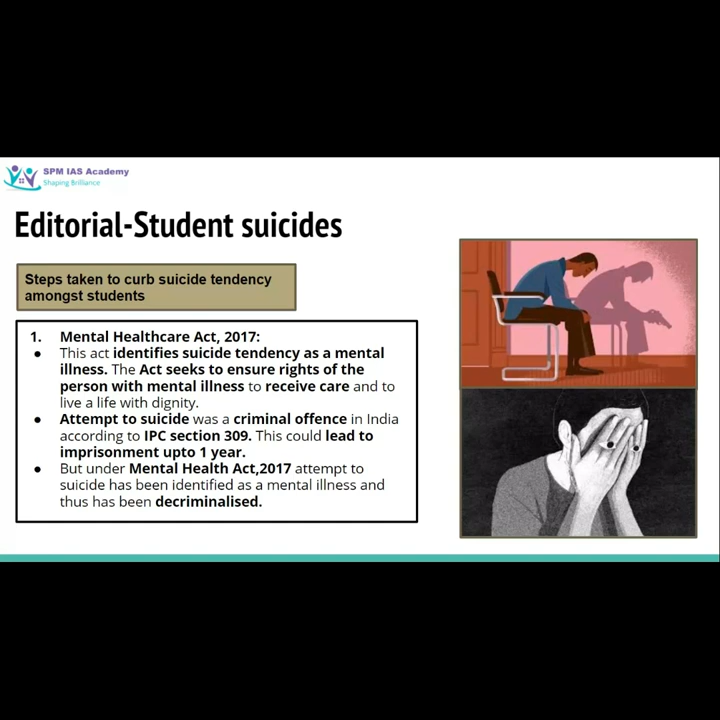 SPM IAS Academy
Shaping Brilliance
Editorial-Student suicides
Steps taken to curb suicide tendency
amongst students
1. Mental Healthcare Act, 2017:
● This act identifies suicide tendency as a mental
illness. The Act seeks to ensure rights of the
person with mental illness to receive care and to
live a life with dignity.
● Attempt to suicide was a criminal offence in India
according to IPC section 309. This could lead to
imprisonment upto 1 year.
● But under Mental Health Act,2017 attempt to
suicide has been identified as a mental illness and
thus has been decriminalised.